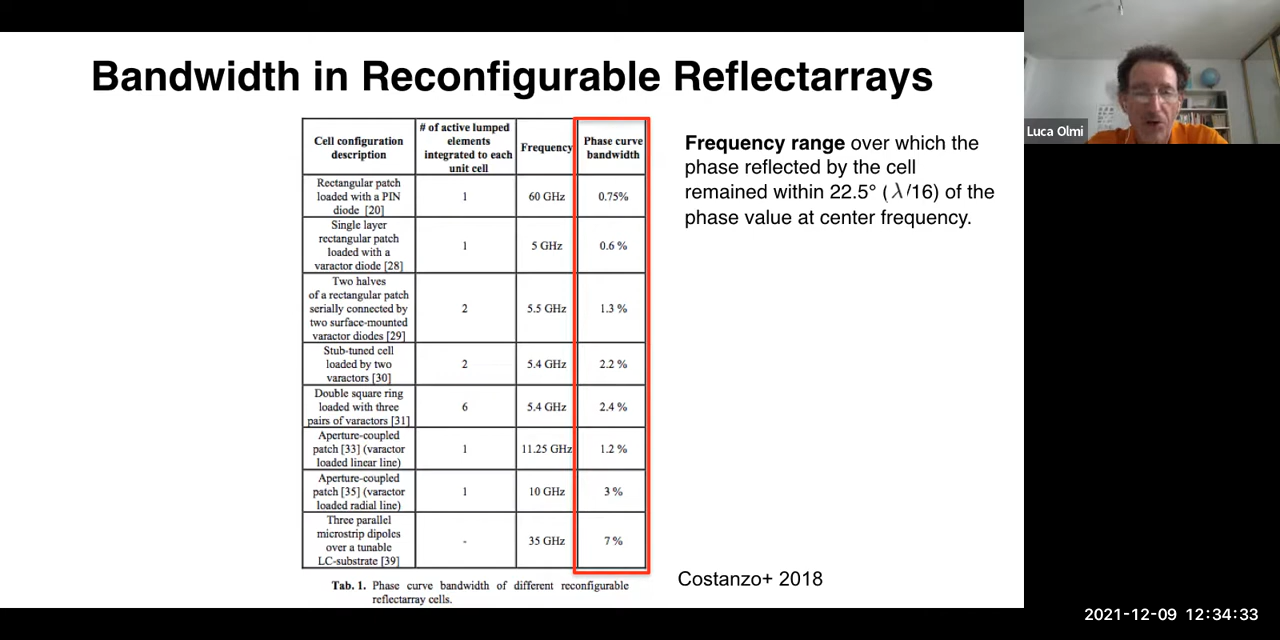 Bandwidth in Reconfigurable Reflectarrays
Cell configuration
description
# of active lumped
elements
integrated to each
unit cell
Frequency
Phase curve
bandwidth
Rectangular patch
loaded with a PIN
diode [20]
1
60 GHz
0.75%
Single layer
rectangular patch
loaded with a
varactor diode [28]
1
5 GHz
0.6 %
Two halves
of a rectangular patch
serially connected by
two surface-mounted
varactor diodes [29]
2
5.5 GHz
1.3 %
Stub-tuned cell
loaded by two
varactors [30]
2
5.4 GHz
2.2 %
Double square ring
loaded with three
pairs of varactors [31]
6
5.4 GHz
2.4 %
Aperture-coupled
patch [33] (varactor
loaded linear line)
1
11.25 GHz
1.2 %
Aperture-coupled
patch [35] (varactor
loaded radial line)
1
10 GHz
3 %
Three parallel
microstrip dipoles
over a tunable
LC-substrate [39]
-
35 GHz
7 %
Tab. 1. Phase curve bandwidth of different reconfigurable
reflectarray cells.
Frequency range over which the
phase reflected by the cell
remained within 22.5° (λ/16) of the
phase value at center frequency.
Costanzo+ 2018
Luca Olmi
2021-12-09 12:34:33